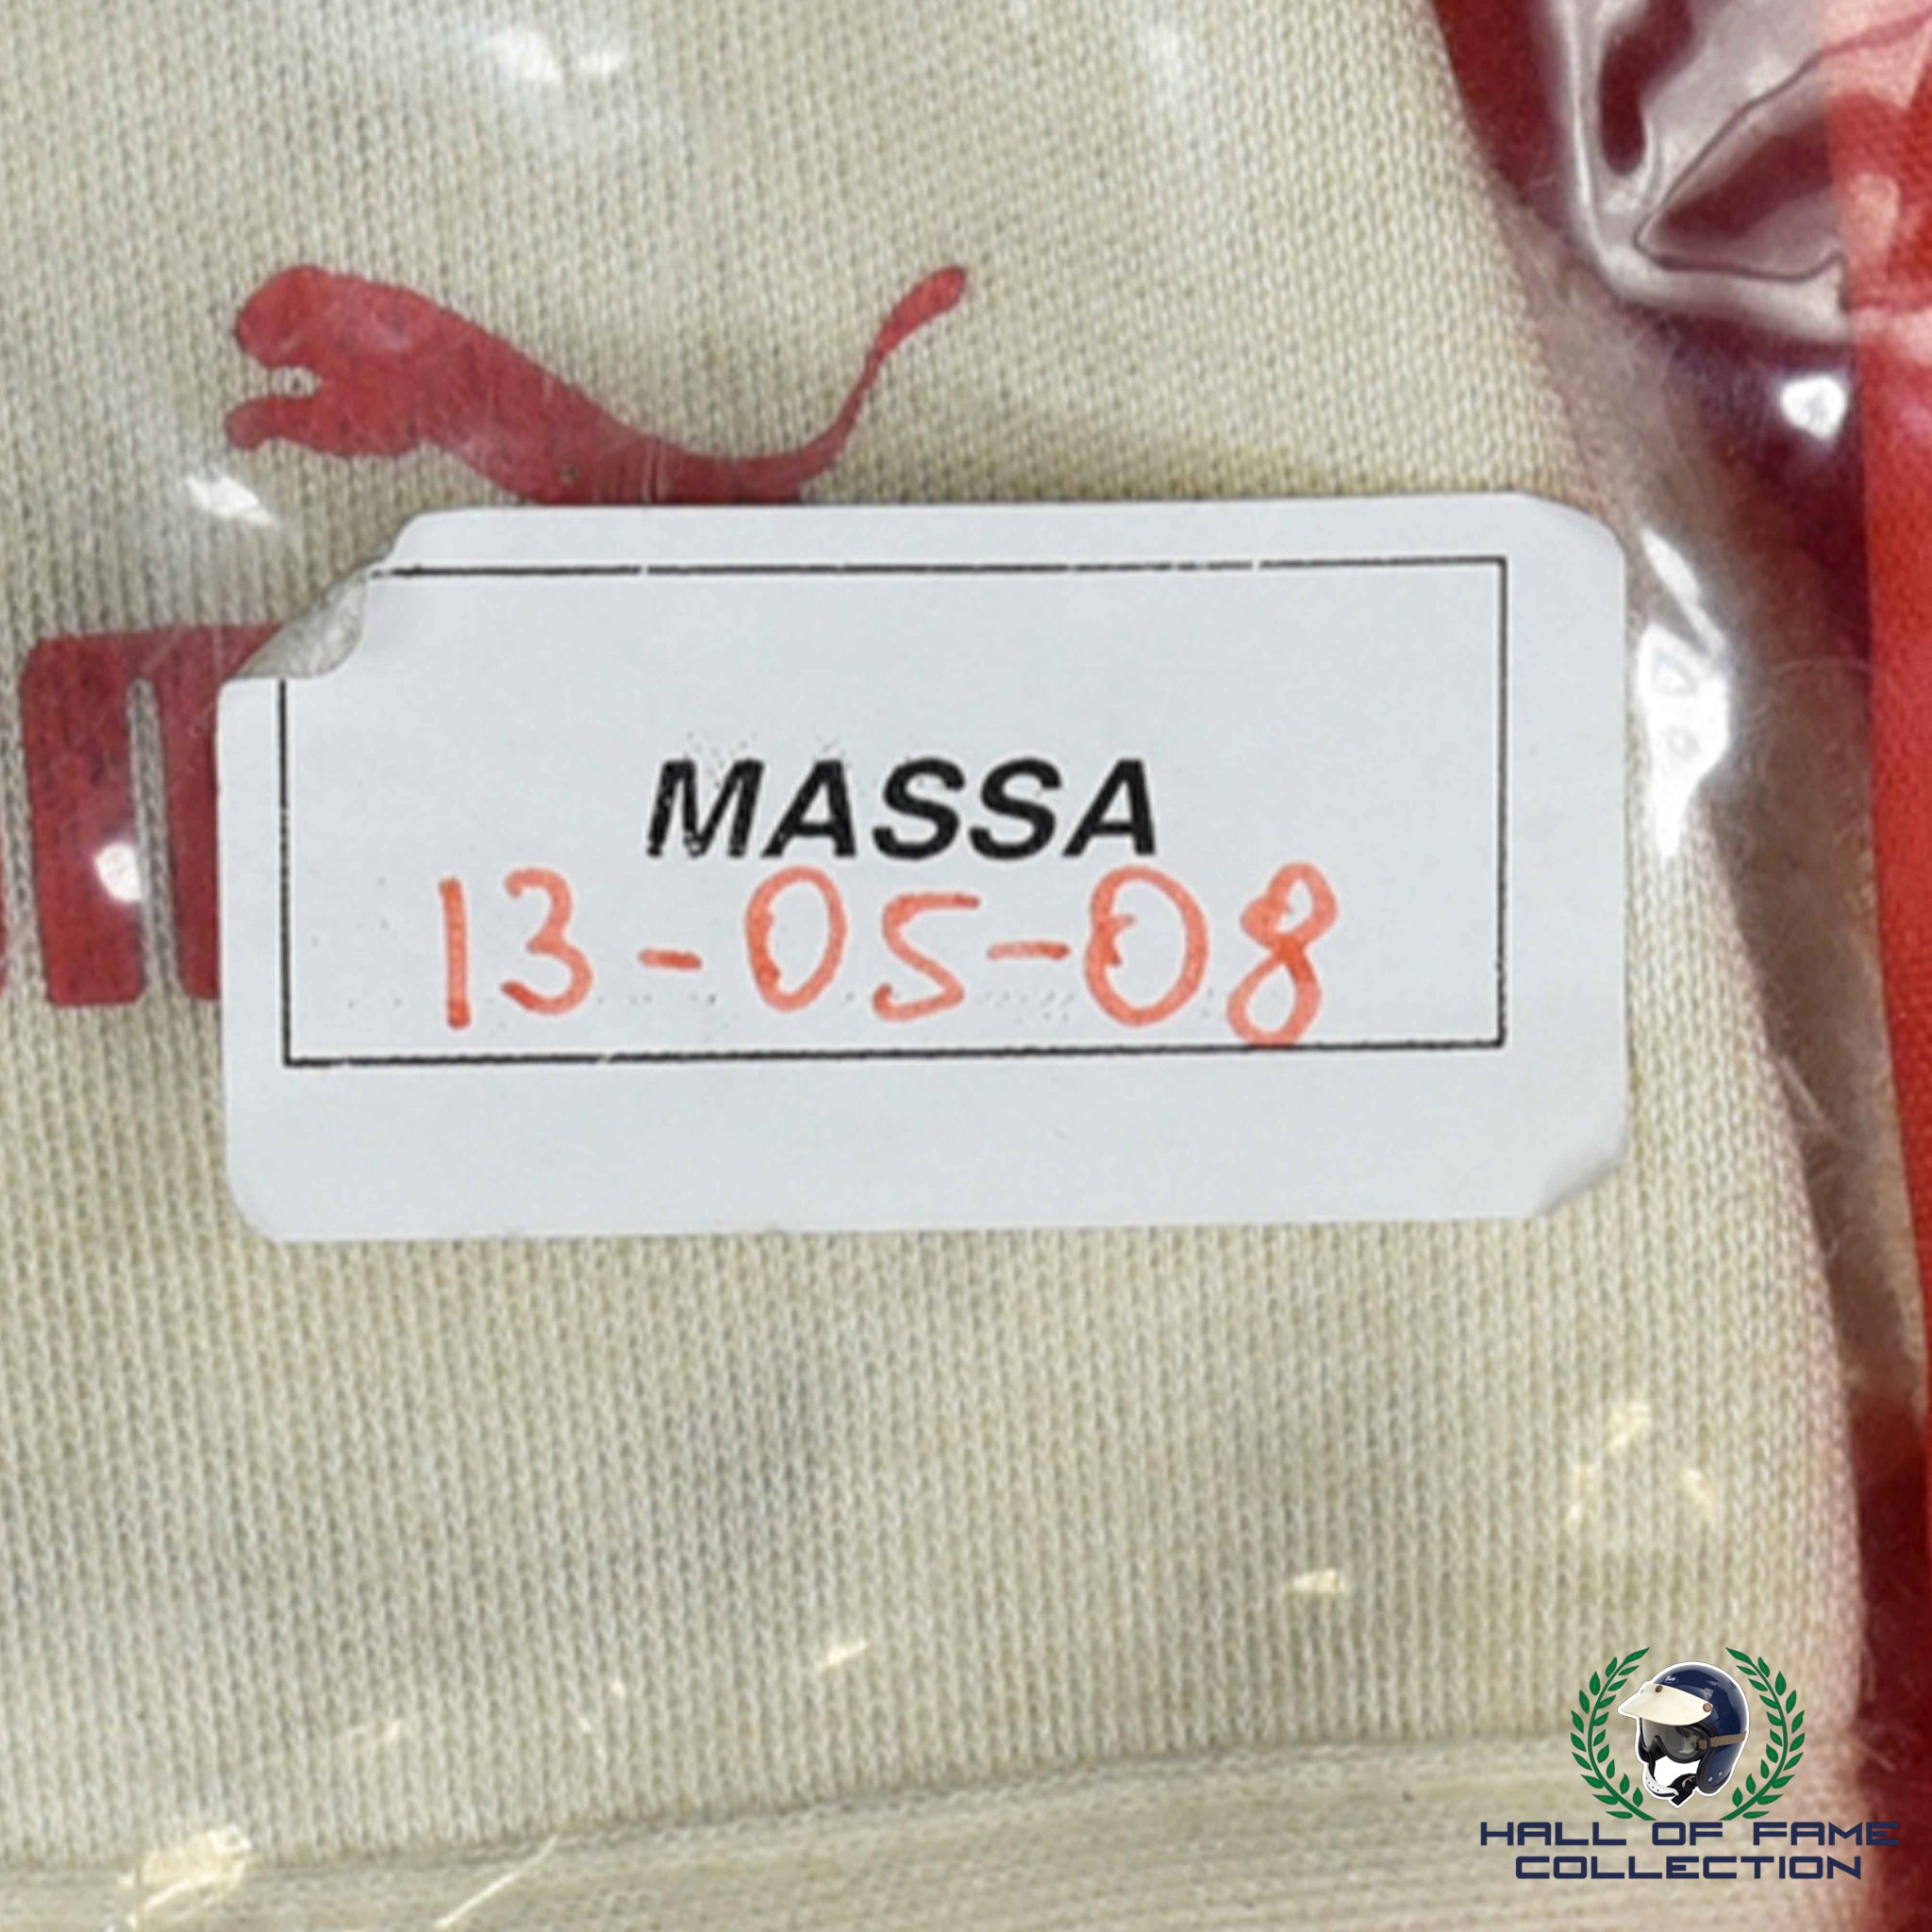 MASSA
13-05-08
HALL OF FAME
COLLECTION